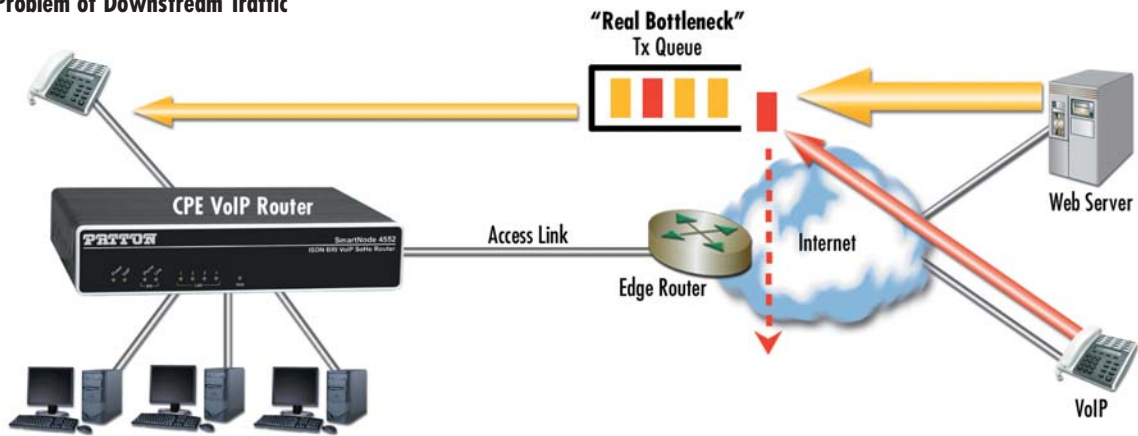 Problem of Downstream Traffic
“Real Bottleneck”
Tx Queue
CPE VoIP Router
PATTON
SmartNode 4552
ISDN BRI VoIP SoHo Router
Access Link
Edge Router
Internet
Web Server
VoIP